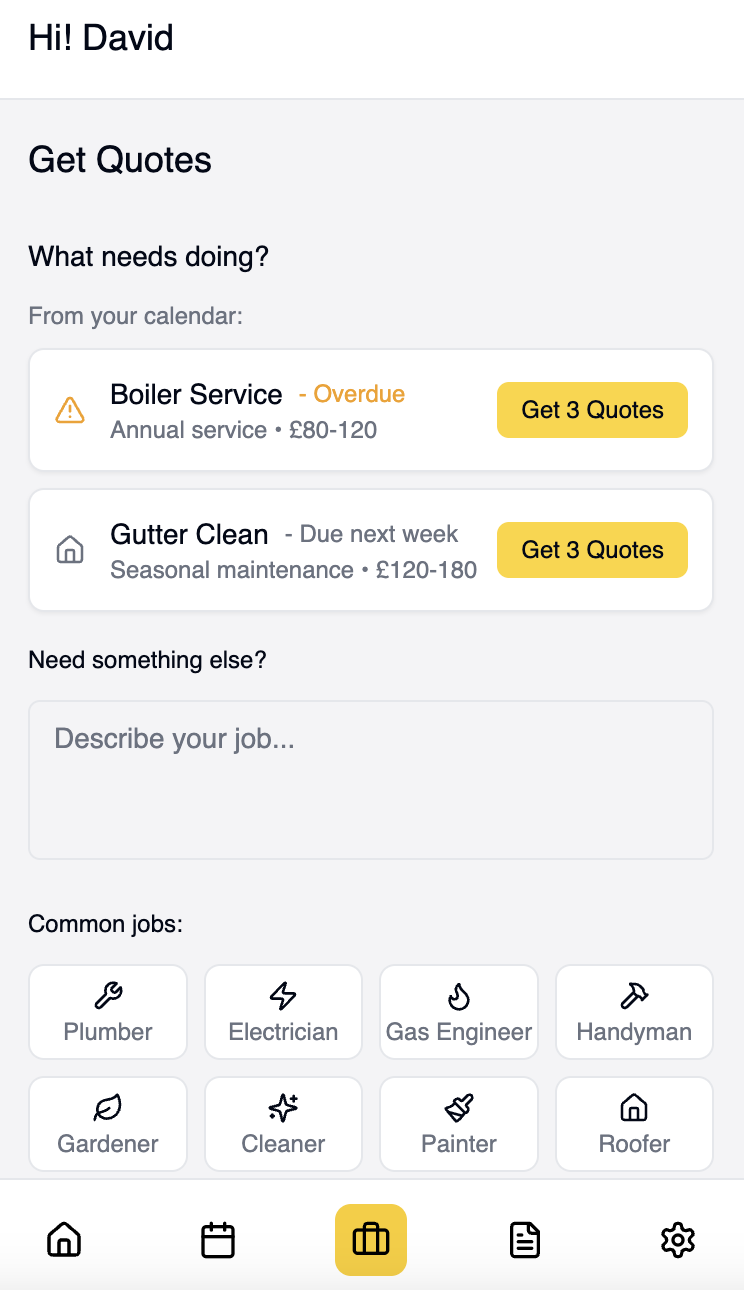 Hi! David
Get Quotes
What needs doing?
From your calendar:
Boiler Service - Overdue
Annual service • £80-120
Get 3 Quotes
Gutter Clean - Due next week
Seasonal maintenance • £120-180
Get 3 Quotes
Need something else?
Describe your job...
Common jobs:
Plumber
Electrician
Gas Engineer
Handyman
Gardener
Cleaner
Painter
Roofer